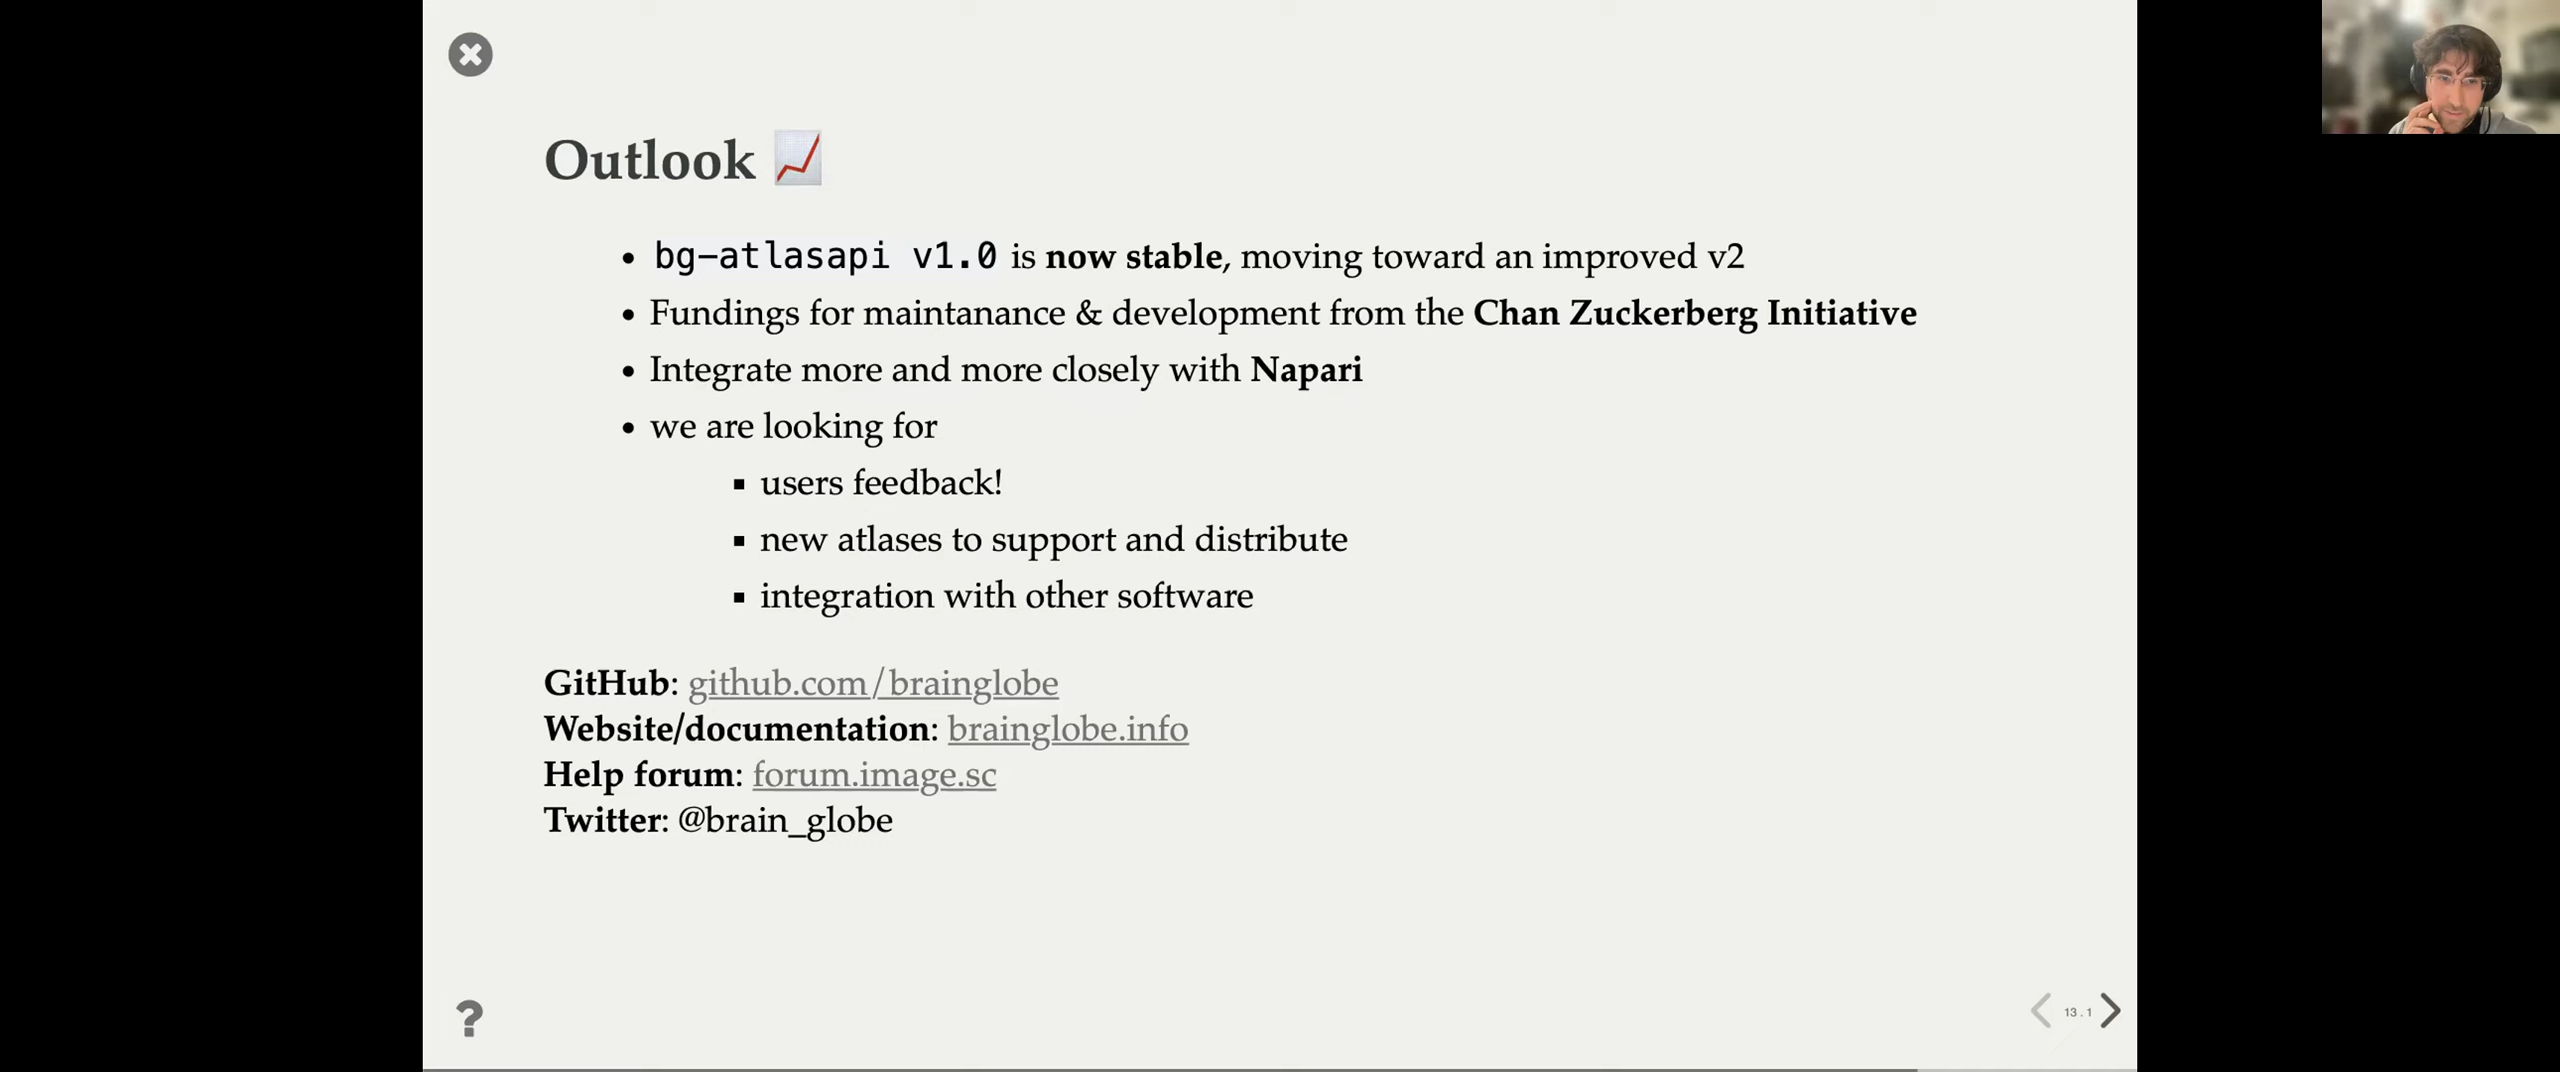 Outlook
bg-atlasapi v1.0 is now stable, moving toward an improved v2
Fundings for maintanance & development from the Chan Zuckerberg Initiative
Integrate more and more closely with Napari
we are looking for
users feedback!
new atlases to support and distribute
integration with other software
GitHub: github.com/brainglobe
Website/documentation: brainglobe.info
Help forum: forum.image.sc
Twitter: @brain_globe
?
13.1